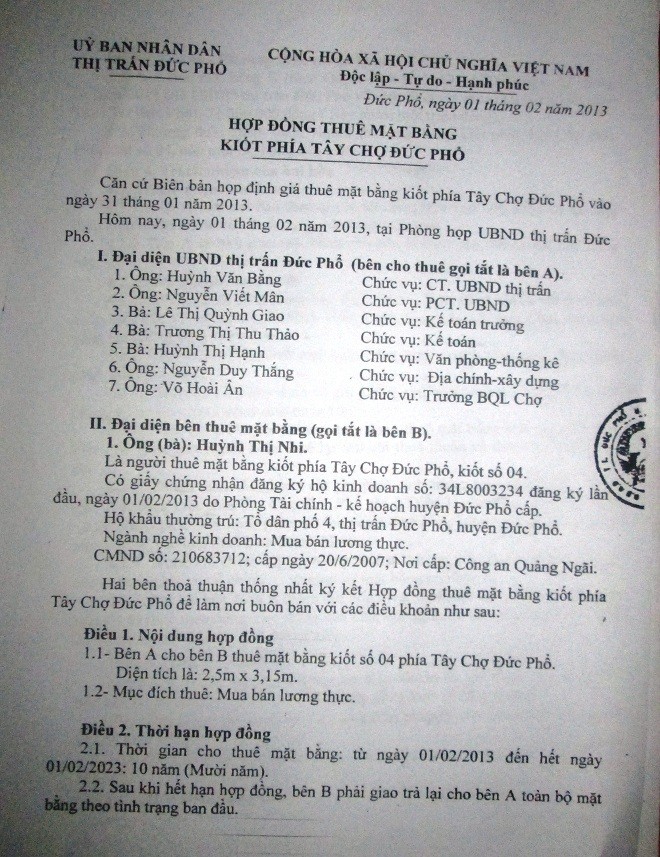 UỶ BAN NHÂN DÂN
THỊ TRẤN ĐỨC PHỔ
CỘNG HÒA XÃ HỘI CHỦ NGHĨA VIỆT NAM
Độc lập - Tự do - Hạnh phúc
Đức Phổ, ngày 01 tháng 02 năm 2013
HỢP ĐỒNG THUÊ MẶT BẰNG
KIỐT PHÍA TÂY CHỢ ĐỨC PHỔ
Căn cứ Biên bản họp định giá thuê mặt bằng kiốt phía Tây Chợ Đức Phổ vào
ngày 31 tháng 01 năm 2013.
Hôm nay, ngày 01 tháng 02 năm 2013, tại Phòng họp UBND thị trấn Đức
Phổ.
I. Đại diện UBND thị trấn Đức Phổ (bên cho thuê gọi tắt là bên A).
1. Ông: Huỳnh Văn Bằng Chức vụ: CT. UBND thị trấn
2. Ông: Nguyễn Viết Mân Chức vụ: PCT. UBND
3. Bà: Lê Thị Quỳnh Giao Chức vụ: Kế toán trưởng
4. Bà: Trương Thị Thu Thảo Chức vụ: Kế toán
5. Bà: Huỳnh Thị Hạnh Chức vụ: Văn phòng-thống kê
6. Ông: Nguyễn Duy Thắng Chức vụ: Địa chính-xây dựng
7. Ông: Võ Hoài Ân Chức vụ: Trưởng BQL Chợ
II. Đại diện bên thuê mặt bằng (gọi tắt là bên B).
1. Ông (bà): Huỳnh Thị Nhi.
Là người thuê mặt bằng kiốt phía Tây Chợ Đức Phổ, kiốt số 04.
Có giấy chứng nhận đăng ký hộ kinh doanh số: 34L8003234 đăng ký lần
đầu, ngày 01/02/2013 do Phòng Tài chính - kế hoạch huyện Đức Phổ cấp.
Hộ khẩu thường trú: Tổ dân phố 4, thị trấn Đức Phổ, huyện Đức Phổ.
Ngành nghề kinh doanh: Mua bán lương thực.
CMND số: 210683712; cấp ngày 20/6/2007; Nơi cấp: Công an Quảng Ngãi.
Hai bên thoả thuận thống nhất ký kết Hợp đồng thuê mặt bằng kiốt phía
Tây Chợ Đức Phổ để làm nơi buôn bán với các điều khoản như sau:
Điều 1. Nội dung hợp đồng
1.1- Bên A cho bên B thuê mặt bằng kiốt số 04 phía Tây Chợ Đức Phổ.
Diện tích là: 2,5m x 3,15m.
1.2- Mục đích thuê: Mua bán lương thực.
Điều 2. Thời hạn hợp đồng
2.1. Thời gian cho thuê mặt bằng: từ ngày 01/02/2013 đến hết ngày
01/02/2023: 10 năm (Mười năm).
2.2. Sau khi hết hạn hợp đồng, bên B phải giao trả lại cho bên A toàn bộ mặt
bằng theo tình trạng ban đầu.